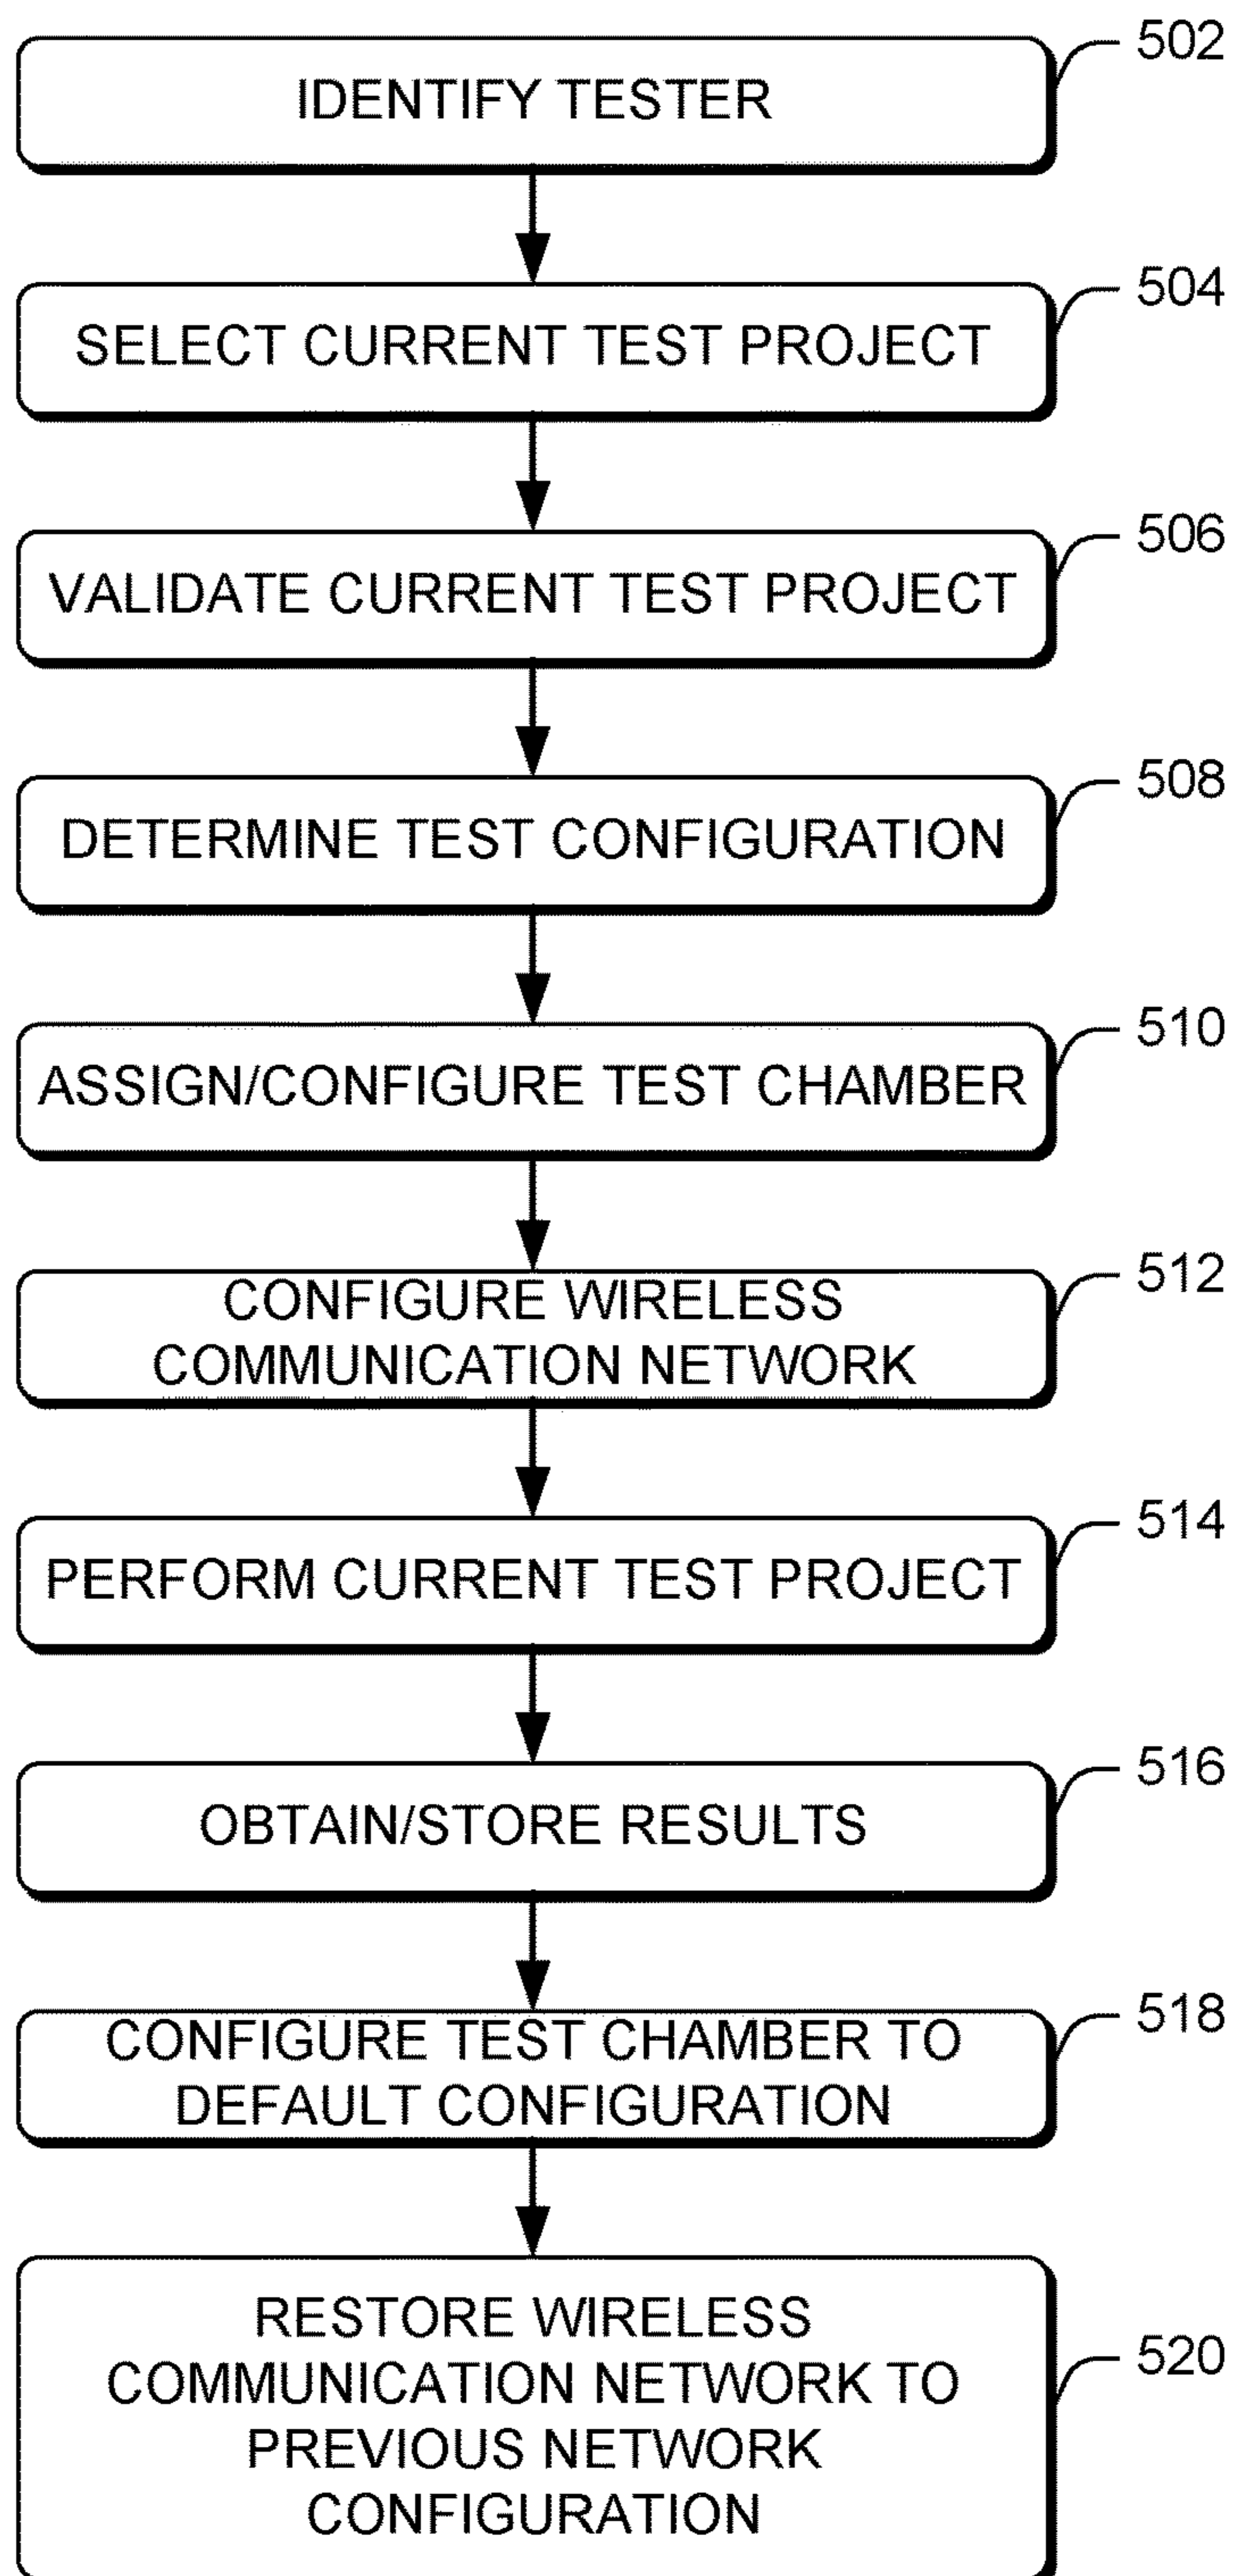 502
IDENTIFY TESTER
504
SELECT CURRENT TEST PROJECT
506
VALIDATE CURRENT TEST PROJECT
508
DETERMINE TEST CONFIGURATION
510
ASSIGN/CONFIGURE TEST CHAMBER
512
CONFIGURE WIRELESS
COMMUNICATION NETWORK
514
PERFORM CURRENT TEST PROJECT
516
OBTAIN/STORE RESULTS
518
CONFIGURE TEST CHAMBER TO
DEFAULT CONFIGURATION
520
RESTORE WIRELESS
COMMUNICATION NETWORK TO
PREVIOUS NETWORK
CONFIGURATION